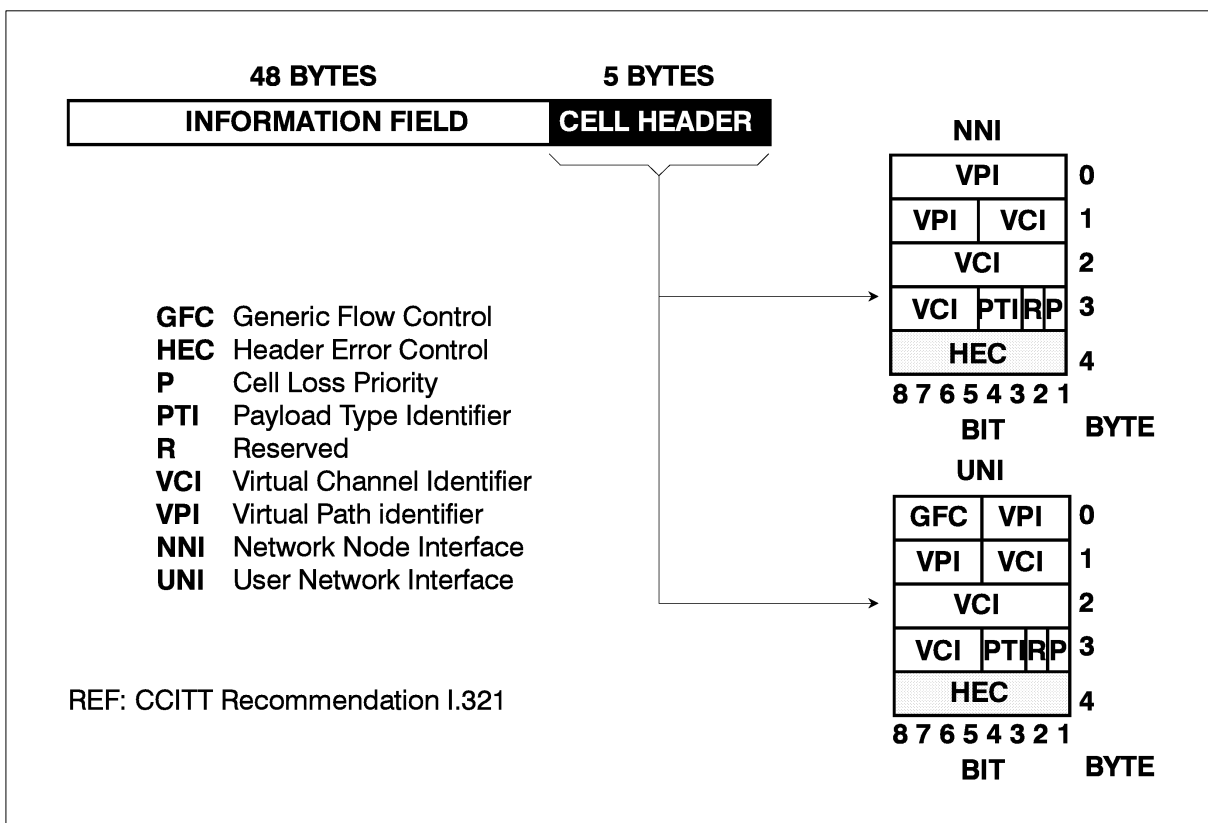 48 BYTES 5 BYTES
INFORMATION FIELD CELL HEADER
NNI
VPI 0
VPI VCI 1
VCI 2
VCI PTI R P 3
HEC 4
8 7 6 5 4 3 2 1
BIT BYTE
GFC Generic Flow Control
HEC Header Error Control
P Cell Loss Priority
PTI Payload Type Identifier
R Reserved
VCI Virtual Channel Identifier
VPI Virtual Path identifier
NNI Network Node Interface
UNI User Network Interface
UNI
GFC VPI 0
VPI VCI 1
VCI 2
VCI PTI R P 3
HEC 4
8 7 6 5 4 3 2 1
BIT BYTE
REF: CCITT Recommendation I.321